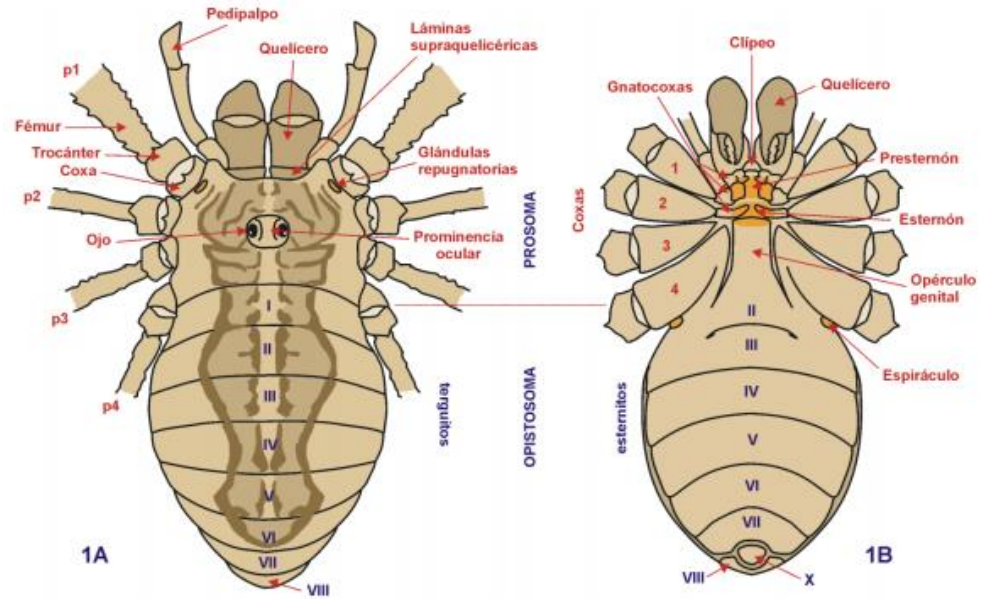 Pedipalpo
p1
Quelícero
Láminas
supraquelicéricas
Fémur
Trocánter
Coxa
Glándulas
repugnatorias
p2
Ojo
Prominencia
ocular
p3
p4
I
II
III
IV
V
VI
VII
VIII
terguitos
1A
PROSOMA
OPISTOSOMA
Clípeo
Gnatocoxas
Quelícero
Coxas
1
2
3
4
Presternón
Esternón
Opérculo
genital
Espiráculo
II
III
IV
V
VI
VII
VIII
X
esternitos
1B